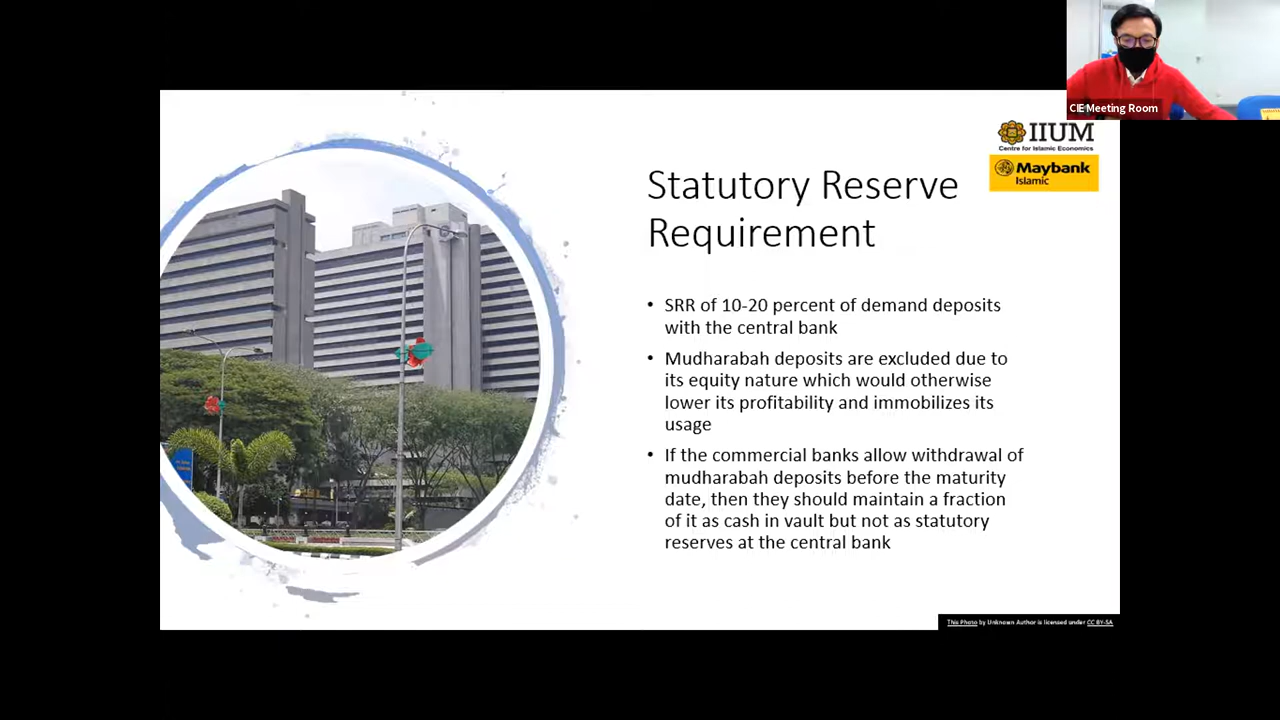 CIE Meeting Room
IIUM
Centre for Islamic Economics
Maybank
Islamic
Statutory Reserve
Requirement
• SRR of 10-20 percent of demand deposits
with the central bank
• Mudharabah deposits are excluded due to
its equity nature which would otherwise
lower its profitability and immobilizes its
usage
• If the commercial banks allow withdrawal of
mudharabah deposits before the maturity
date, then they should maintain a fraction
of it as cash in vault but not as statutory
reserves at the central bank
This Photo by Unknown Author is licensed under CC BY-SA